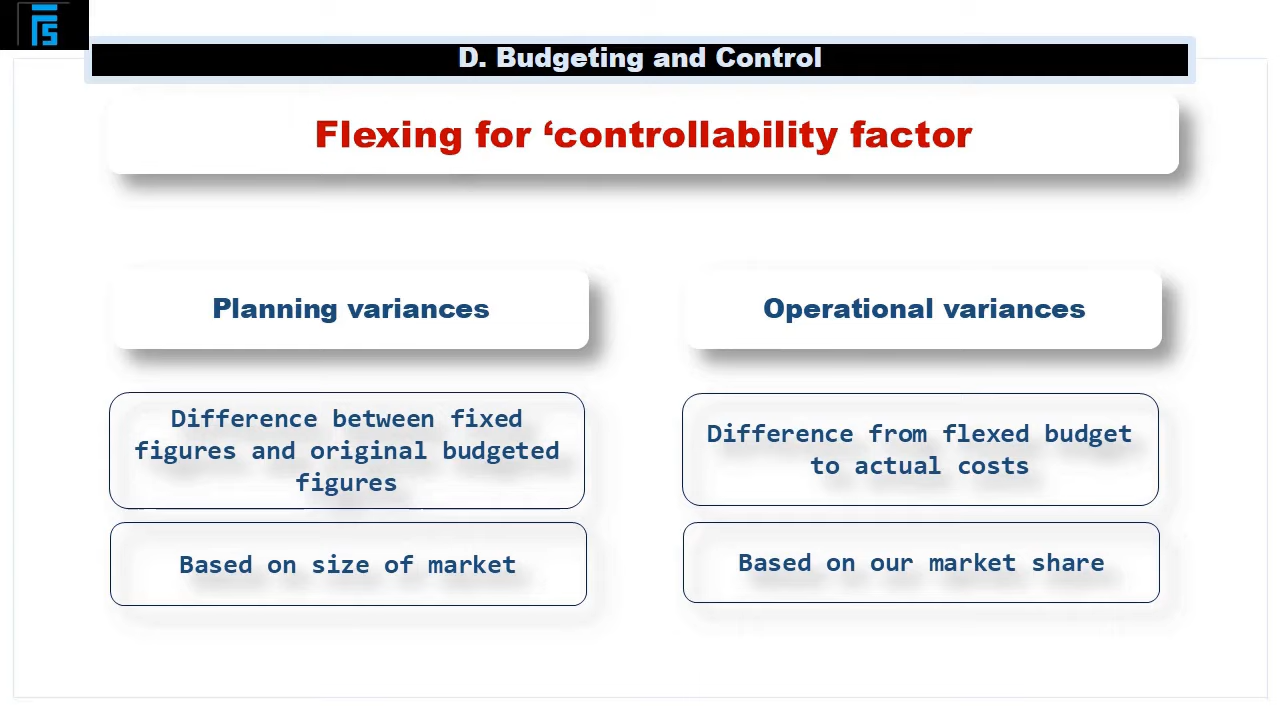 D. Budgeting and Control
Flexing for ‘controllability factor
Planning variances
Operational variances
Difference between fixed
figures and original budgeted
figures
Difference from flexed budget
to actual costs
Based on size of market
Based on our market share